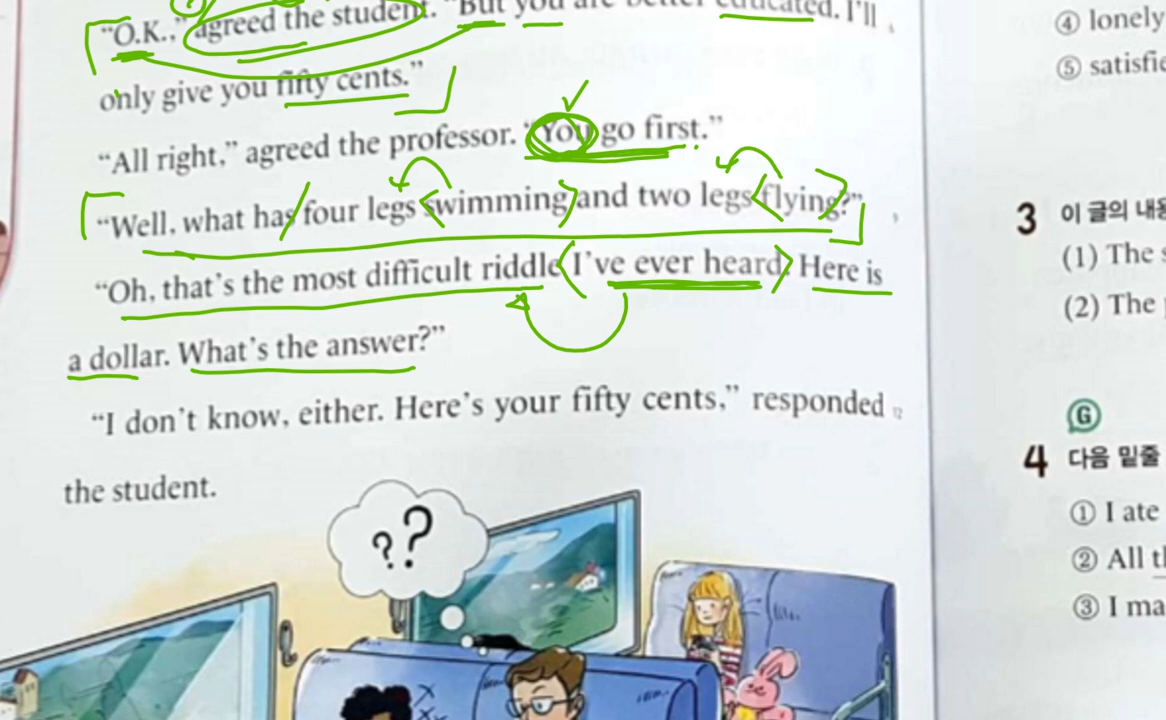 "O.K.," agreed the student. "But you are better educated. I'll
only give you fifty cents."
"All right," agreed the professor. "You go first."
"Well, what has four legs swimming and two legs flying?"
"Oh, that's the most difficult riddle I've ever heard. Here is
a dollar. What's the answer?"
"I don't know, either. Here's your fifty cents," responded
the student.
??
④ lonely
⑤
3 이 글의
(1) The
(2) The
G
4 다음 밑줄
① I ate
② All
③ I